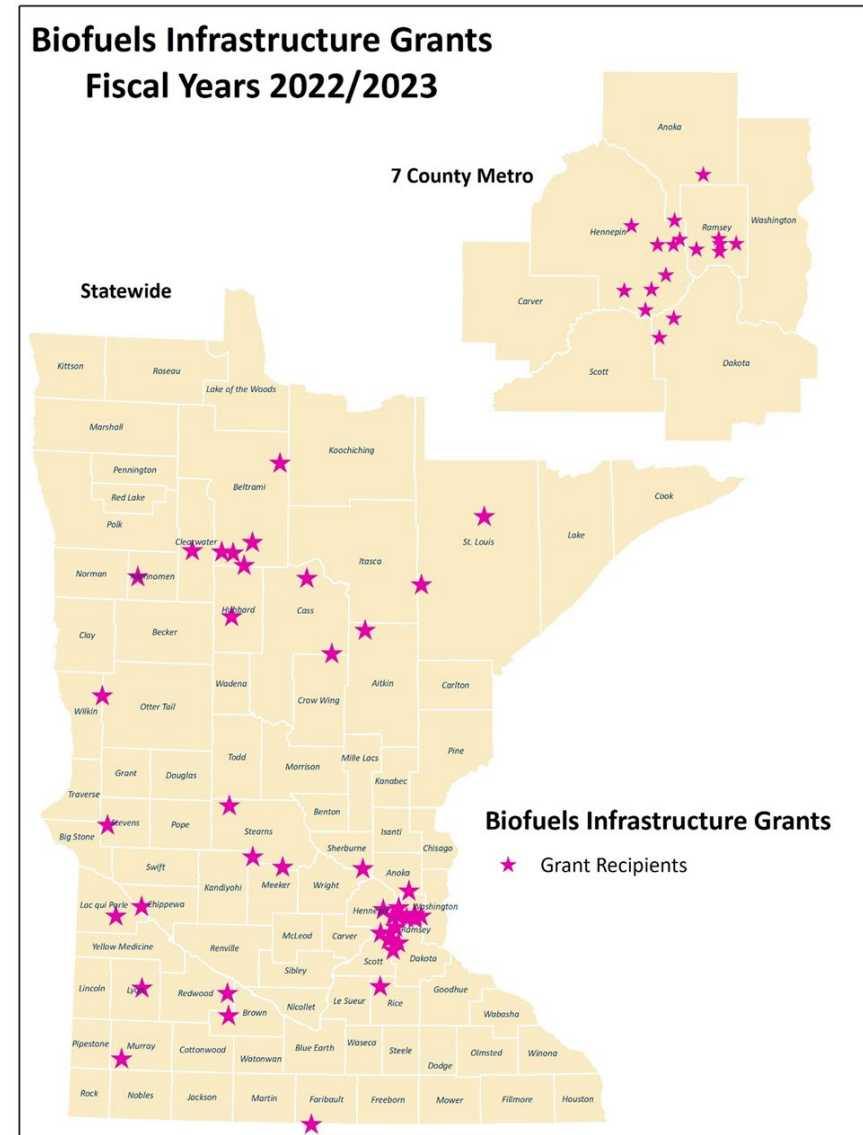 Biofuels Infrastructure Grants
Fiscal Years 2022/2023
7 County Metro
Anoka
Washington
Ramsey
Hennepin
Carver
Scott
Dakota
Statewide
Kittson
Roseau
Lake of the Woods
Marshall
Koochiching
Pennington
Beltrami
Red Lake
Cook
Polk
Clearwater
Itasca
St. Louis
Lake
Norman
Hubbard
Cass
Clay
Becker
Wadena
Aitkin
Carlton
Crow Wing
Wilkin
Otter Tail
Todd
Mille Lacs
Pine
Morrison
Grant
Douglas
Kanabec
Traverse
Benton
Stevens
Pope
Stearns
Isanti
Big Stone
Sherburne
Chisago
Swift
Anoka
Kandiyohi
Meeker
Wright
Lac qui Parle
Chippewa
Hennepin
Washington
Ramsey
McLeod
Carver
Yellow Medicine
Renville
Scott
Dakota
Sibley
Lincoln
Lyon
Redwood
Nicollet
Le Sueur
Rice
Goodhue
Brown
Wabasha
Pipestone
Murray
Cottonwood
Watonwan
Blue Earth
Waseca
Steele
Dodge
Olmsted
Winona
Rock
Nobles
Jackson
Martin
Faribault
Freeborn
Mower
Fillmore
Houston
Biofuels Infrastructure Grants
Grant Recipients